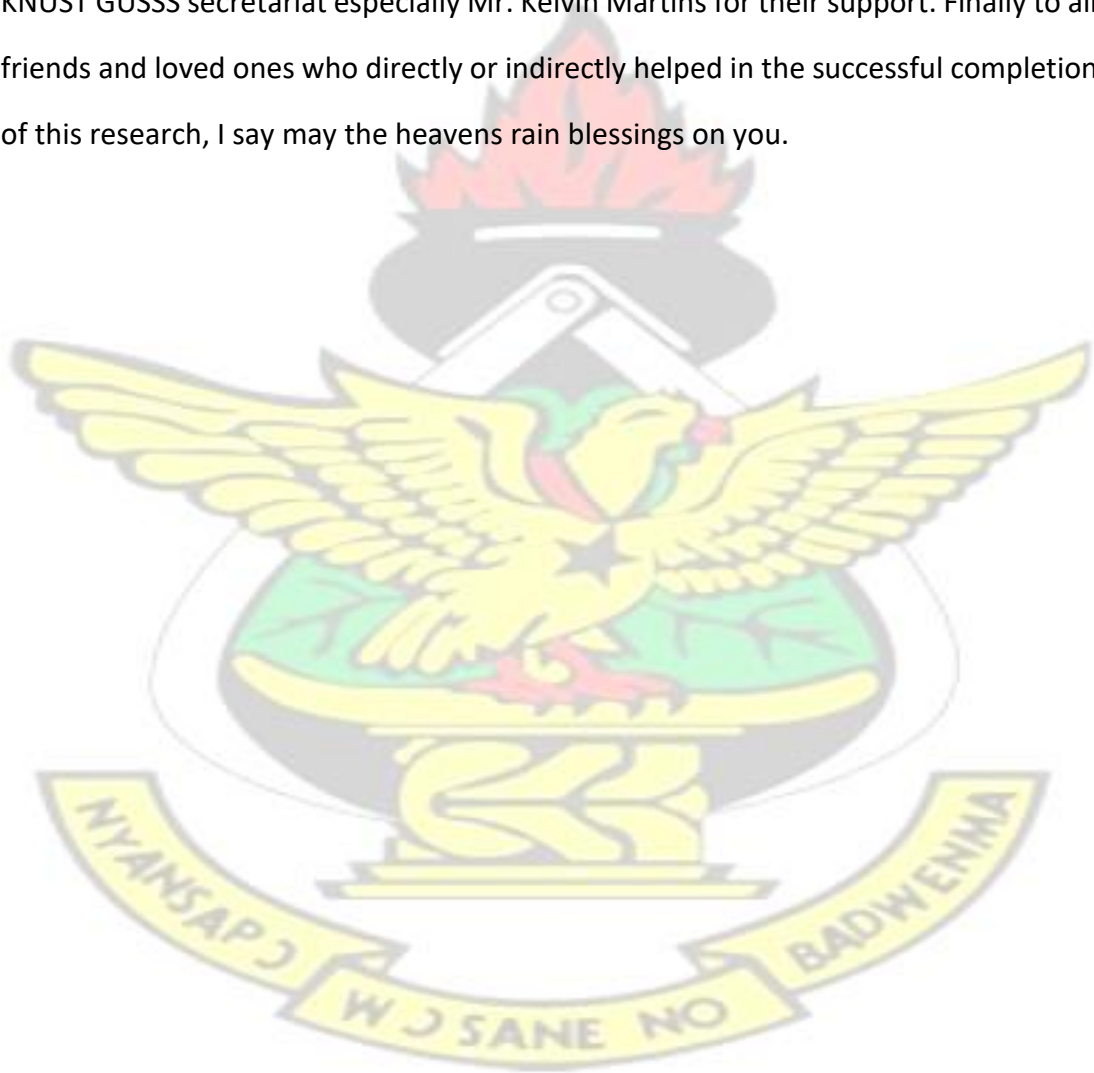 KNUST GUSSS secretariat especially Mr. Kelvin Martins for their support. Finally to all
friends and loved ones who directly or indirectly helped in the successful completion
of this research, I say may the heavens rain blessings on you.
NYANSAPƆ
WƆSANE NO
BADWENMA